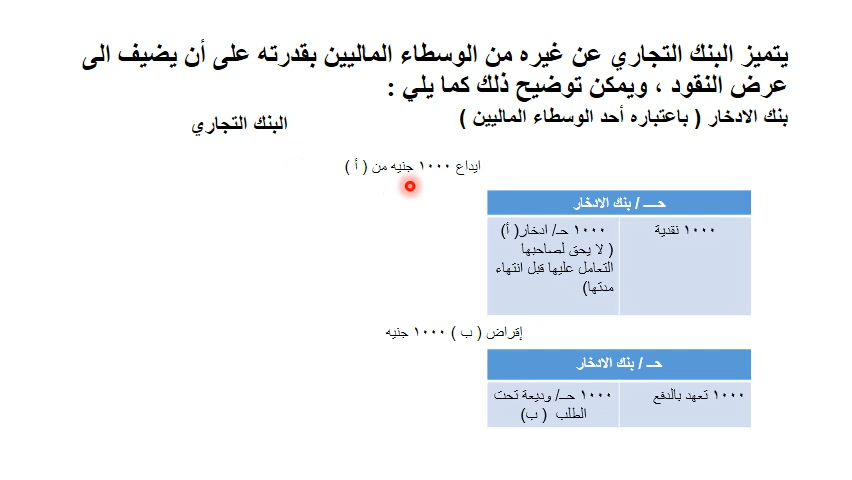 يتميز البنك التجاري عن غيره من الوسطاء الماليين بقدرته على أن يضيف الى
عرض النقود ، ويمكن توضيح ذلك كما يلي :
بنك الادخار ( باعتباره أحد الوسطاء الماليين )
البنك التجاري
ايداع ١٠٠٠ جنيه من ( أ )
حـــ / بنك الادخار
١٠٠٠ نقدية
١٠٠٠ حـ/ ادخار( أ)
( لا يحق لصاحبها
التعامل عليها قبل انتهاء
مدتها)
إقراض ( ب ) ١٠٠٠ جنيه
حــ / بنك الادخار
١٠٠٠ تعهد بالدفع
١٠٠٠ حــ/ وديعة تحت
الطلب ( ب)